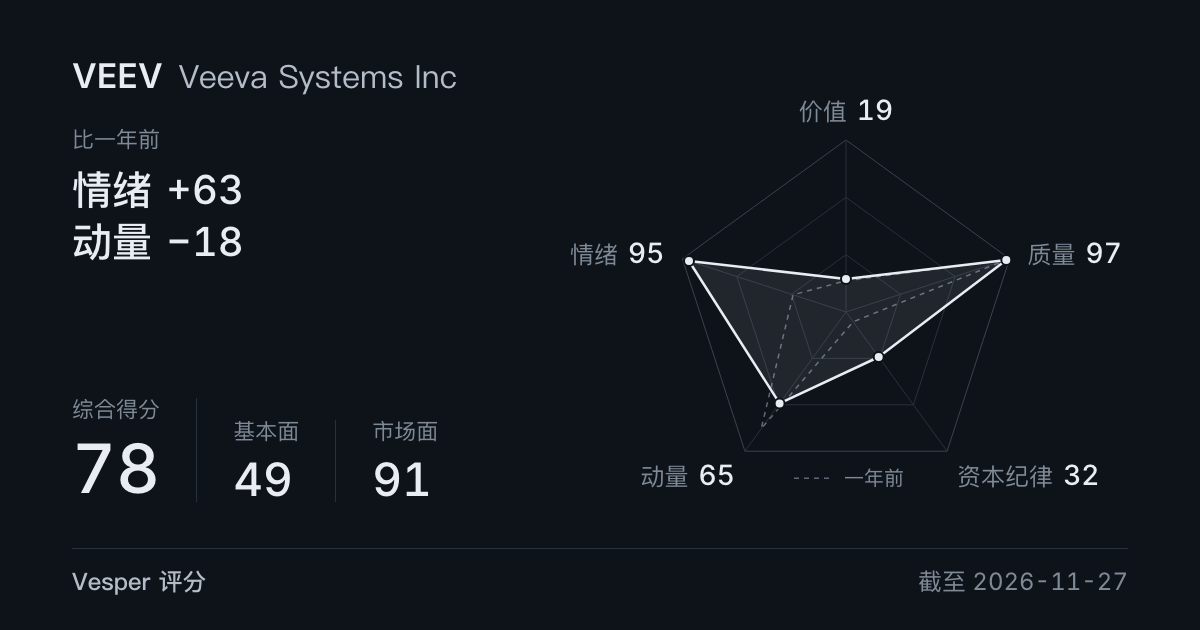 VEEV Veeva Systems Inc
比一年前
情绪 +63
动量 −18
价值 19
情绪 95
质量 97
动量 65
一年前
资本纪律 32
综合得分
78
基本面
49
市场面
91
Vesper 评分
截至 2026-11-27